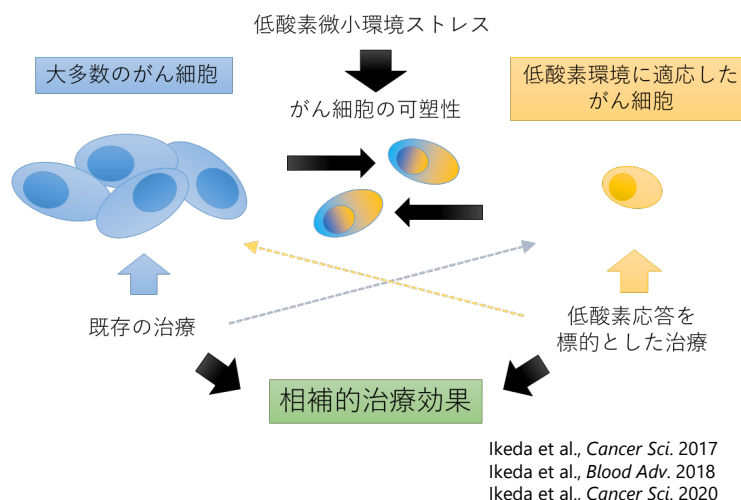 低酸素微小環境ストレス
大多数のがん細胞
がん細胞の可塑性
低酸素環境に適応した
がん細胞
既存の治療
低酸素応答を
標的とした治療
相補的治療効果
Ikeda et al., Cancer Sci. 2017
Ikeda et al., Blood Adv. 2018
Ikeda et al., Cancer Sci. 2020